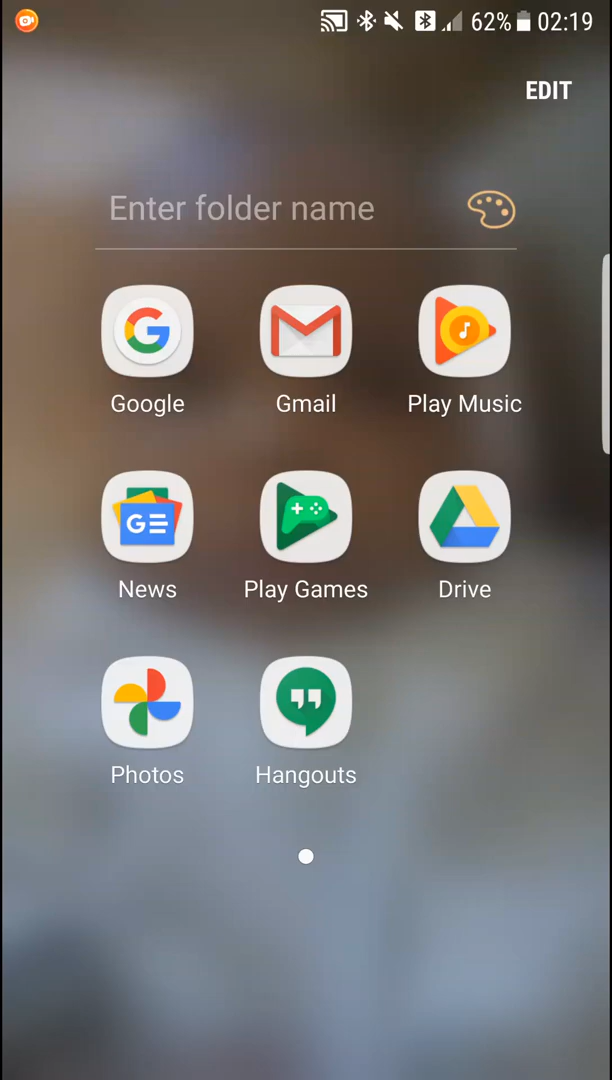 62% 02:19
EDIT
Enter folder name
Google Gmail Play Music
G
News Play Games Drive
Photos Hangouts